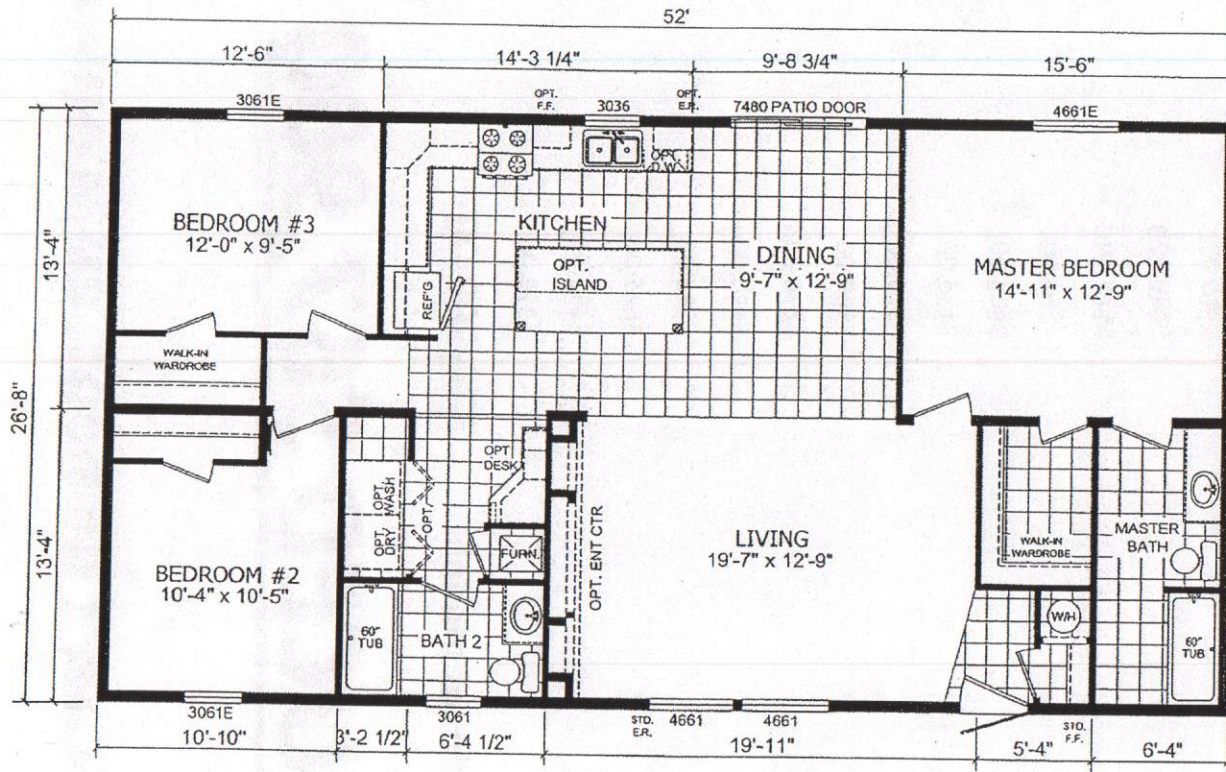 52'
12'-6"
14'-3 1/4"
9'-8 3/4"
15'-6"
3061E
OPT.
F.F.
3036
OPT.
E.R.
7480 PATIO DOOR
4661E
26'-8"
13'-4"
13'-4"
BEDROOM #3
12'-0" x 9'-5"
KITCHEN
OPT.
D.W.
OPT.
ISLAND
REF'G
DINING
9'-7" x 12'-9"
MASTER BEDROOM
14'-11" x 12'-9"
WALK-IN
WARDROBE
OPT.
DESK
OPT.
WASH
OPT.
DRY
OPT.
FURN.
OPT. ENT CTR
LIVING
19'-7" x 12'-9"
WALK-IN
WARDROBE
MASTER
BATH
BEDROOM #2
10'-4" x 10'-5"
60"
TUB
BATH 2
W/H
60"
TUB
3061E
3061
STD.
E.R.
4661
4661
STD.
F.F.
10'-10"
3'-2 1/2"
6'-4 1/2"
19'-11"
5'-4"
6'-4"